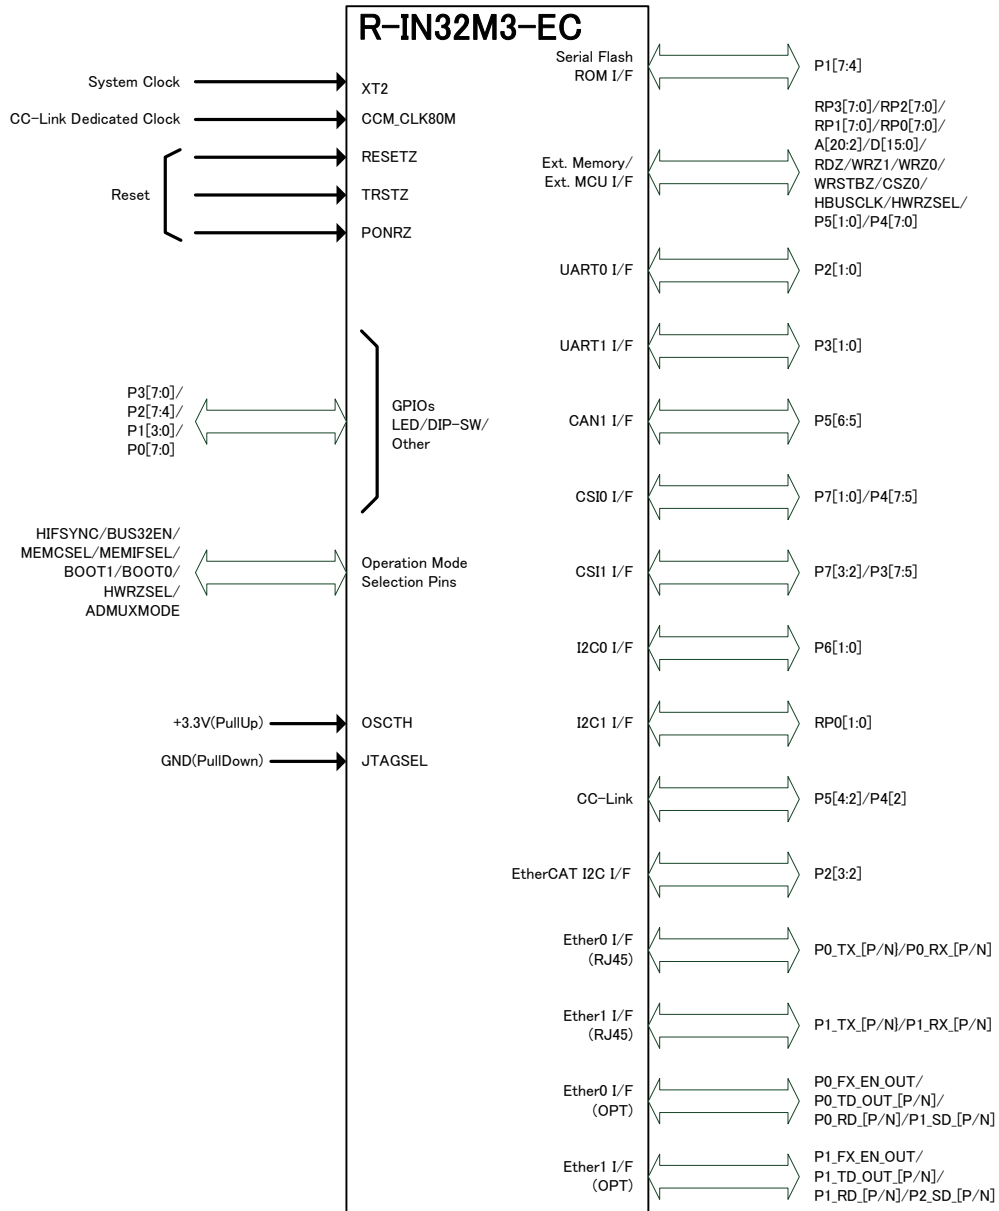 R-IN32M3-EC
System Clock
XT2
CC-Link Dedicated Clock
CCM_CLK80M
Reset
RESETZ
TRSTZ
PONRZ
P3[7:0]/
P2[7:4]/
P1[3:0]/
P0[7:0]
GPIOs
LED/DIP-SW/
Other
HIFSYNC/BUS32EN/
MEMCSEL/MEMIFSEL/
BOOT1/BOOT0/
HWRZSEL/
ADMUXMODE
Operation Mode
Selection Pins
+3.3V(PullUp)
OSCTH
GND(PullDown)
JTAGSEL
Serial Flash
ROM I/F
P1[7:4]
Ext. Memory/
Ext. MCU I/F
RP3[7:0]/RP2[7:0]/
RP1[7:0]/RP0[7:0]/
A[20:2]/D[15:0]/
RDZ/WRZ1/WRZ0/
WRSTBZ/CSZ0/
HBUSCLK/HWRZSEL/
P5[1:0]/P4[7:0]
UART0 I/F
P2[1:0]
UART1 I/F
P3[1:0]
CAN1 I/F
P5[6:5]
CSI0 I/F
P7[1:0]/P4[7:5]
CSI1 I/F
P7[3:2]/P3[7:5]
I2C0 I/F
P6[1:0]
I2C1 I/F
RP0[1:0]
CC-Link
P5[4:2]/P4[2]
EtherCAT I2C I/F
P2[3:2]
Ether0 I/F
(RJ45)
P0_TX_[P/N}/P0_RX_[P/N]
Ether1 I/F
(RJ45)
P1_TX_[P/N}/P1_RX_[P/N]
Ether0 I/F
(OPT)
P0_FX_EN_OUT/
P0_TD_OUT_[P/N]/
P0_RD_[P/N]/P1_SD_[P/N]
Ether1 I/F
(OPT)
P1_FX_EN_OUT/
P1_TD_OUT_[P/N]/
P1_RD_[P/N]/P2_SD_[P/N]